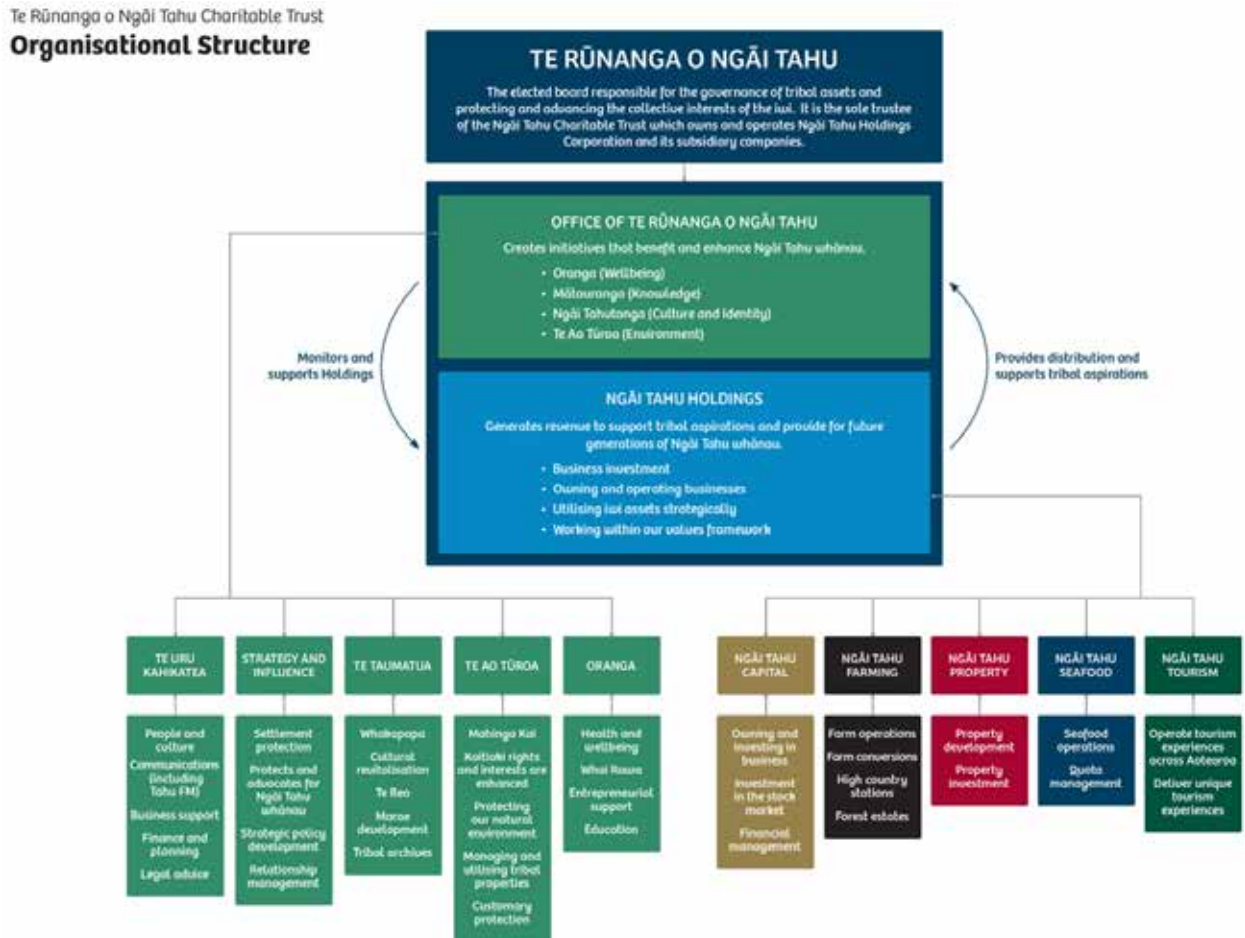 Te Rūnanga o Ngāi Tahu Charitable Trust
Organisational Structure
TE RŪNANGA O NGĀI TAHU
The elected board responsible for the governance of tribal assets and
protecting and advancing the collective interests of the iwi. It is the sole trustee
of the Ngāi Tahu Charitable Trust which owns and operates Ngāi Tahu Holdings
Corporation and its subsidiary companies.
OFFICE OF TE RŪNANGA O NGĀI TAHU
Creates initiatives that benefit and enhance Ngāi Tahu whānau.
• Oranga (Wellbeing)
• Mātauranga (Knowledge)
• Ngāi Tahutanga (Culture and Identity)
• Te Ao Tūroa (Environment)
Monitors and
supports Holdings
Provides distribution and
supports tribal aspirations
NGĀI TAHU HOLDINGS
Generates revenue to support tribal aspirations and provide for future
generations of Ngāi Tahu whānau.
• Business investment
• Owning and operating businesses
• Utilising iwi assets strategically
• Working within our values framework
TE URU
KAHIKATEA
People and
culture
Communications
(including
Tahu FM)
Business support
Finance and
planning
Legal advice
STRATEGY AND
INFLUENCE
Settlement
protection
Protects and
advocates for
Ngāi Tahu
whānau
Strategic policy
development
Relationship
management
TE TAUMATUA
Whakapapa
Cultural
revitalisation
Te Reo
Marae
development
Tribal archives
TE AO TŪROA
Mahinga Kai
Kaitiaki rights
and interests are
enhanced
Protecting
our natural
environment
Managing and
utilising tribal
properties
Customary
protection
ORANGA
Health and
wellbeing
Whai Rawa
Entrepreneurial
support
Education
NGĀI TAHU
CAPITAL
Owning and
investing in
business
Investment
in the stock
market
Financial
management
NGĀI TAHU
FARMING
Farm operations
Farm conversions
High country
stations
Forest estates
NGĀI TAHU
PROPERTY
Property
development
Property
investment
NGĀI TAHU
SEAFOOD
Seafood
operations
Quota
management
NGĀI TAHU
TOURISM
Operate tourism
experiences
across Aotearoa
Deliver unique
tourism
experiences